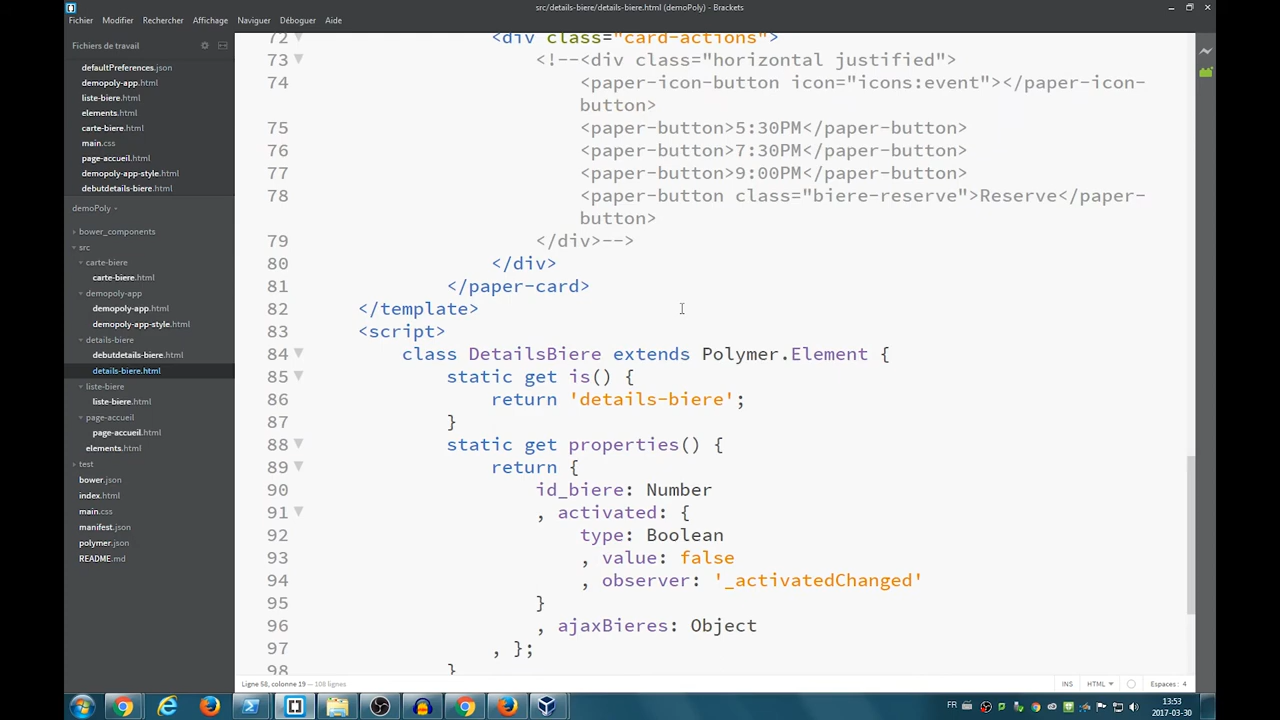 src/details-biere/details-biere.html (demoPoly) - Brackets
Fichier Modifier Rechercher Affichage Naviguer Déboguer Aide
Fichiers de travail
defaultPreferences.json
demopoly-app.html
liste-biere.html
elements.html
carte-biere.html
main.css
page-accueil.html
demopoly-app-style.html
debutdetails-biere.html
demoPoly
bower_components
src
carte-biere
carte-biere.html
demopoly-app
demopoly-app.html
demopoly-app-style.html
details-biere
debutdetails-biere.html
details-biere.html
liste-biere
liste-biere.html
page-accueil
page-accueil.html
elements.html
test
bower.json
index.html
main.css
manifest.json
polymer.json
README.md
72 <div class="card-actions">
73 <!--<div class="horizontal justified">
74 <paper-icon-button icon="icons:event"></paper-icon-
button>
75 <paper-button>5:30PM</paper-button>
76 <paper-button>7:30PM</paper-button>
77 <paper-button>9:00PM</paper-button>
78 <paper-button class="biere-reserve">Reserve</paper-
button>
79 </div>-->
80 </div>
81 </paper-card>
82 </template>
83 <script>
84 class DetailsBiere extends Polymer.Element {
85 static get is() {
86 return 'details-biere';
87 }
88 static get properties() {
89 return {
90 id_biere: Number
91 , activated: {
92 type: Boolean
93 , value: false
94 , observer: '_activatedChanged'
95 }
96 , ajaxBieres: Object
97 , };
98 }
Ligne 58, colonne 19 — 108 lignes
INS HTML Espaces : 4
FR
13:53
2017-03-30